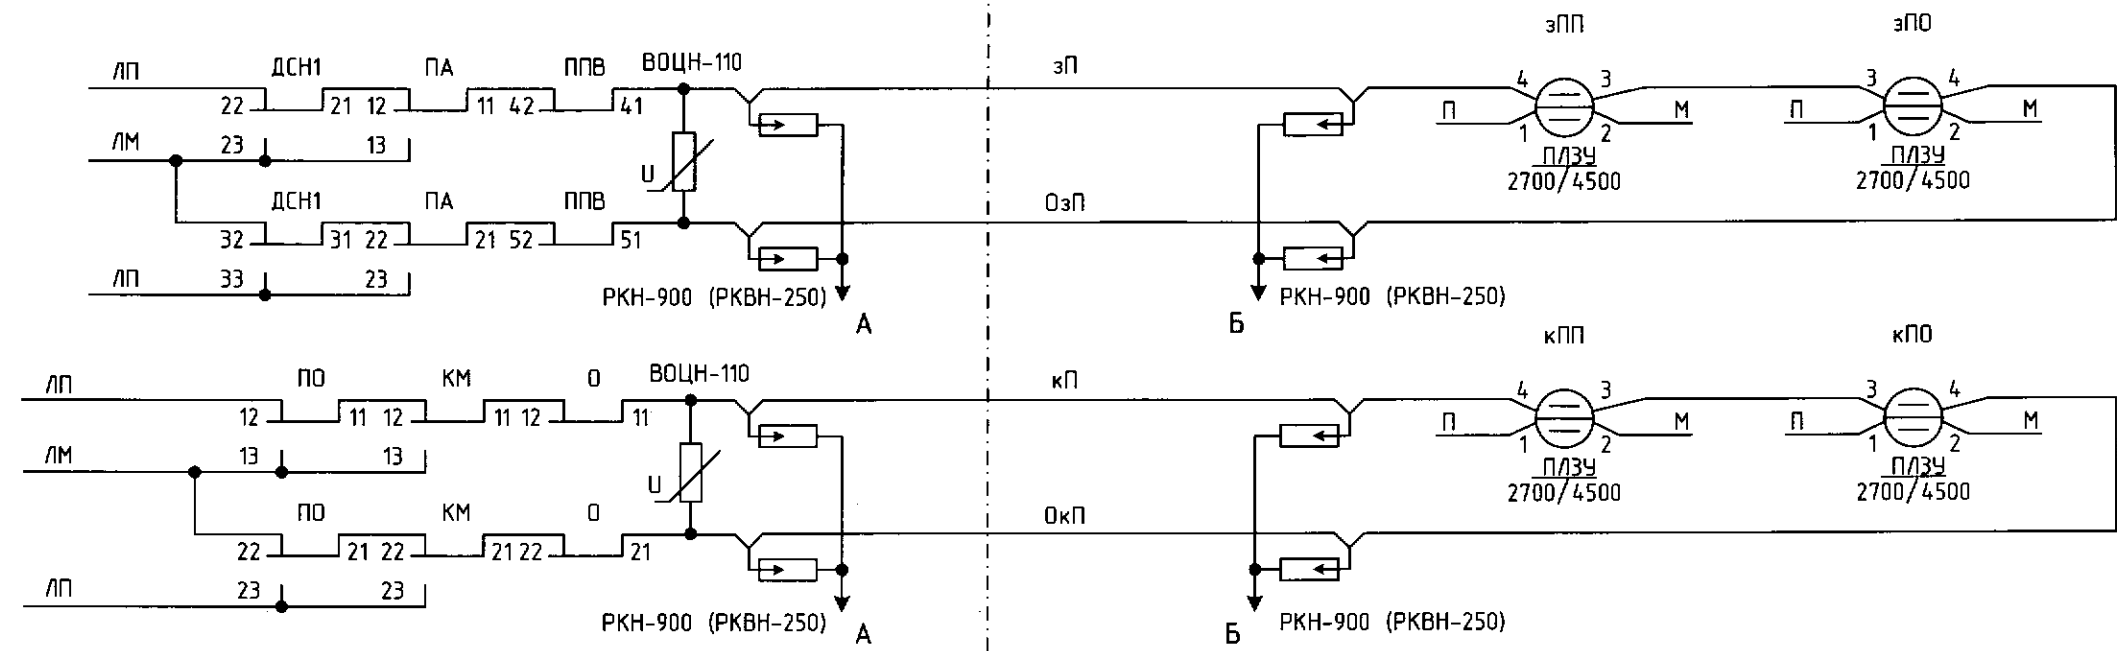 зПП зПО
ЛП ДСН1 ПА ППВ ВОЦН-110 зП 4 3 3 4
22 21 12 11 42 41 П 1 2 М П 1 2 М
ЛМ 23 13
U ПЛЗУ ПЛЗУ
2700/4500 2700/4500
ДСН1 ПА ППВ ОзП
32 31 22 21 52 51
ЛП 33 23
РКН-900 (РКВН-250) РКН-900 (РКВН-250)
А Б
кПП кПО
ЛП ПО КМ О ВОЦН-110 кП 4 3 3 4
12 11 12 11 12 11 П 1 2 М П 1 2 М
ЛМ 13 13
U ПЛЗУ ПЛЗУ
2700/4500 2700/4500
ПО КМ О ОкП
22 21 22 21 22 21
ЛП 23 23
РКН-900 (РКВН-250) РКН-900 (РКВН-250)
А Б